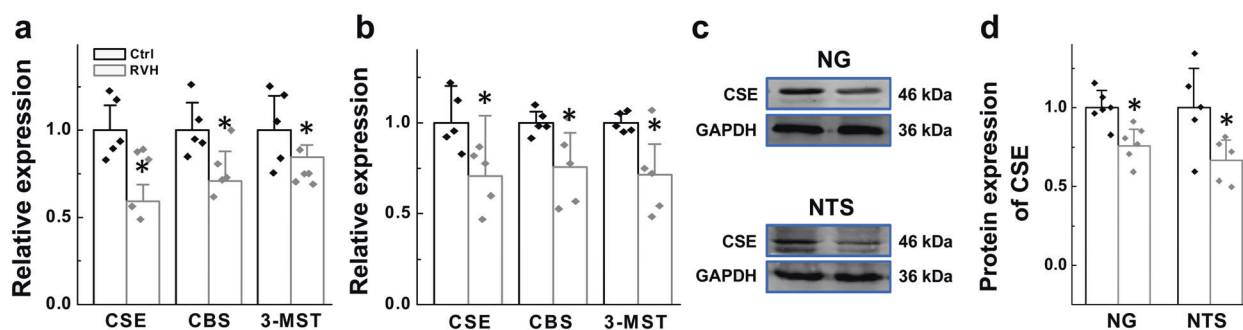 a
Relative expression
1.0
0.5
0.0
Ctrl
RVH
*
*
*
CSE CBS 3-MST
b
Relative expression
1.0
0.5
0.0
*
*
*
CSE CBS 3-MST
c
NG
CSE 46 kDa
GAPDH 36 kDa
NTS
CSE 46 kDa
GAPDH 36 kDa
d
Protein expression
of CSE
1.0
0.5
0.0
*
*
NG NTS